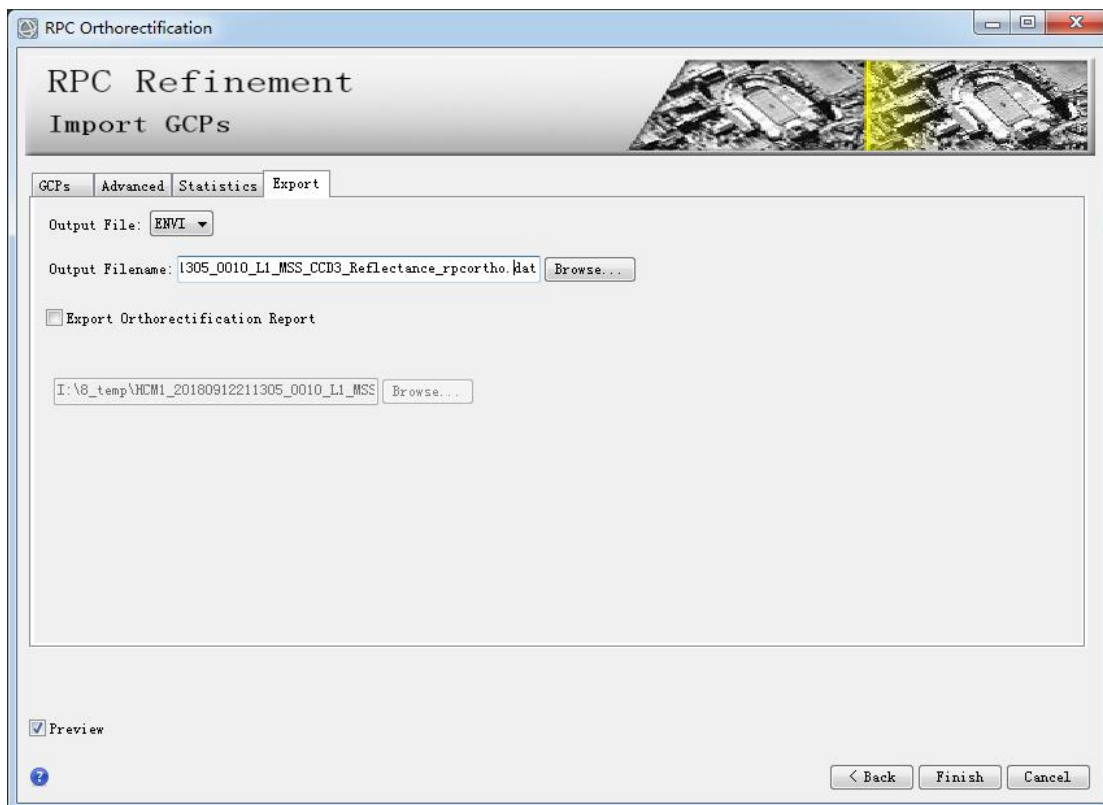 RPC Orthorectification
RPC Refinement
Import GCPs
GCPs Advanced Statistics Export
Output File: ENVI
Output Filename: 1305_0010_L1_MSS_CCD3_Reflectance_rpcortho.dat Browse...
Export Orthorectification Report
I:\8_temp\HCM1_20180912211305_0010_L1_MSS Browse...
Preview
? < Back Finish Cancel